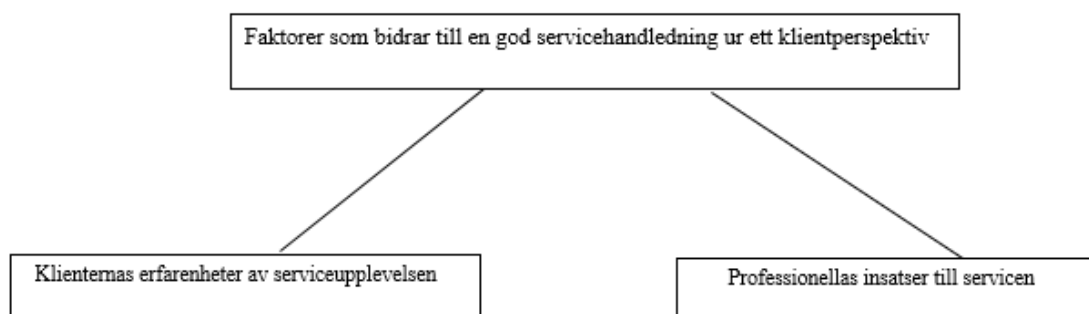 Faktorer som bidrar till en god servicehandledning ur ett klientperspektiv
Klienternas erfarenheter av serviceupplevelsen
Professionellas insatser till servicen